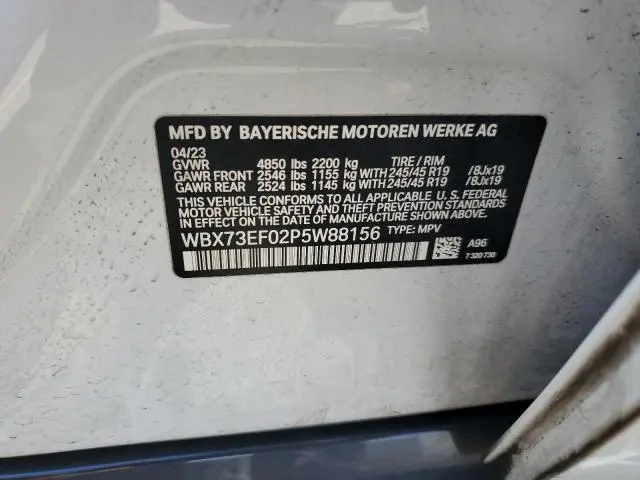 MFD BY BAYERISCHE MOTOREN WERKE AG
04/23
GVWR 4850 lbs 2200 kg TIRE / RIM
GAWR FRONT 2546 lbs 1155 kg WITH 245/45 R19 /8Jx19
GAWR REAR 2524 lbs 1145 kg WITH 245/45 R19 /8Jx19
THIS VEHICLE CONFORMS TO ALL APPLICABLE U. S. FEDERAL
MOTOR VEHICLE SAFETY AND THEFT PREVENTION STANDARDS
IN EFFECT ON THE DATE OF MANUFACTURE SHOWN ABOVE.
WBX73EF02P5W88156 TYPE: MPV
A96
7 320 730